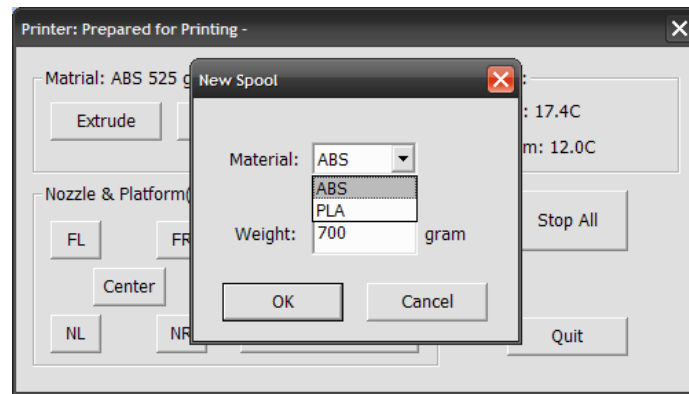 Printer: Prepared for Printing -
Matrial: ABS 525 g
Extrude
: 17.4C
m: 12.0C
New Spool
Material: ABS
ABS
PLA
Weight: 700 gram
OK Cancel
Nozzle & Platform(
FL FR
Center
NL NR
Stop All
Quit